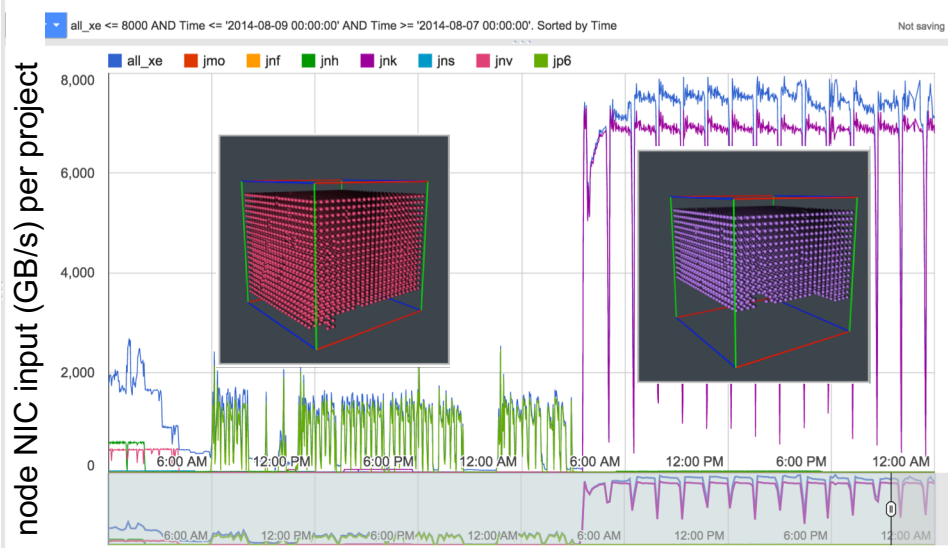 all_xe <= 8000 AND Time <= '2014-08-09 00:00:00' AND Time >= '2014-08-07 00:00:00'. Sorted by Time
Not saving
all_xe jmo jnf jnh jnk jns jnv jp6
node NIC input (GB/s) per project
8,000
6,000
4,000
2,000
0
6:00 AM 12:00 PM 6:00 PM 12:00 AM 6:00 AM 12:00 PM 6:00 PM 12:00 AM
6:00 AM 12:00 PM 6:00 PM 12:00 AM 6:00 AM 12:00 PM 6:00 PM 12:00 AM